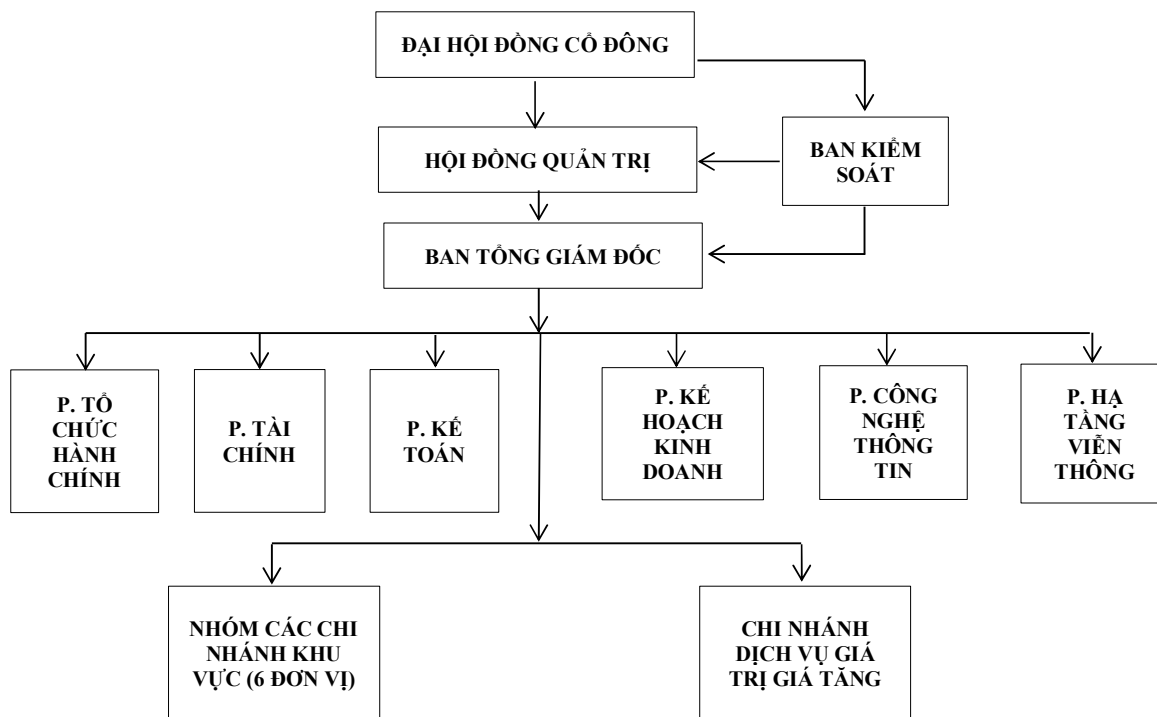 ĐẠI HỘI ĐỒNG CỔ ĐÔNG
HỘI ĐỒNG QUẢN TRỊ
BAN KIỂM
SOÁT
BAN TỔNG GIÁM ĐỐC
P. TỔ
CHỨC
HÀNH
CHÍNH
P. TÀI
CHÍNH
P. KẾ
TOÁN
P. KẾ
HOẠCH
KINH
DOANH
P. CÔNG
NGHỆ
THÔNG
TIN
P. HẠ
TẦNG
VIỄN
THÔNG
NHÓM CÁC CHI
NHÁNH KHU
VỰC (6 ĐƠN VỊ)
CHI NHÁNH
DỊCH VỤ GIÁ
TRỊ GIÁ TĂNG